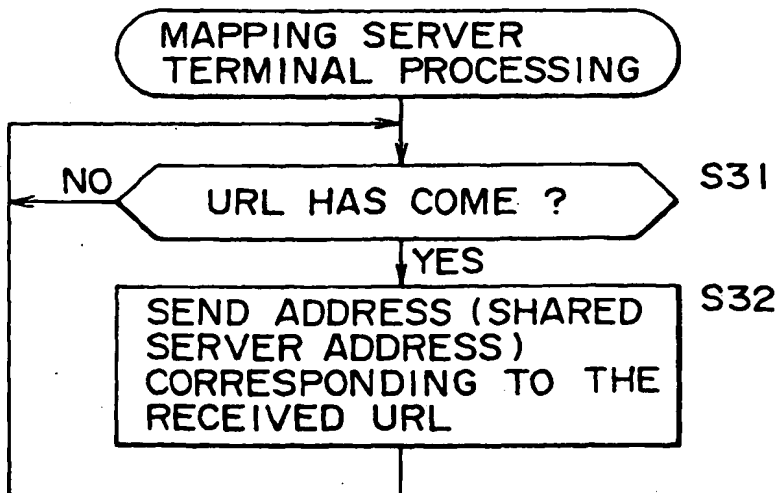 MAPPING SERVER
TERMINAL PROCESSING
NO
URL HAS COME ?
S31
YES
SEND ADDRESS (SHARED
SERVER ADDRESS)
CORRESPONDING TO THE
RECEIVED URL
S32